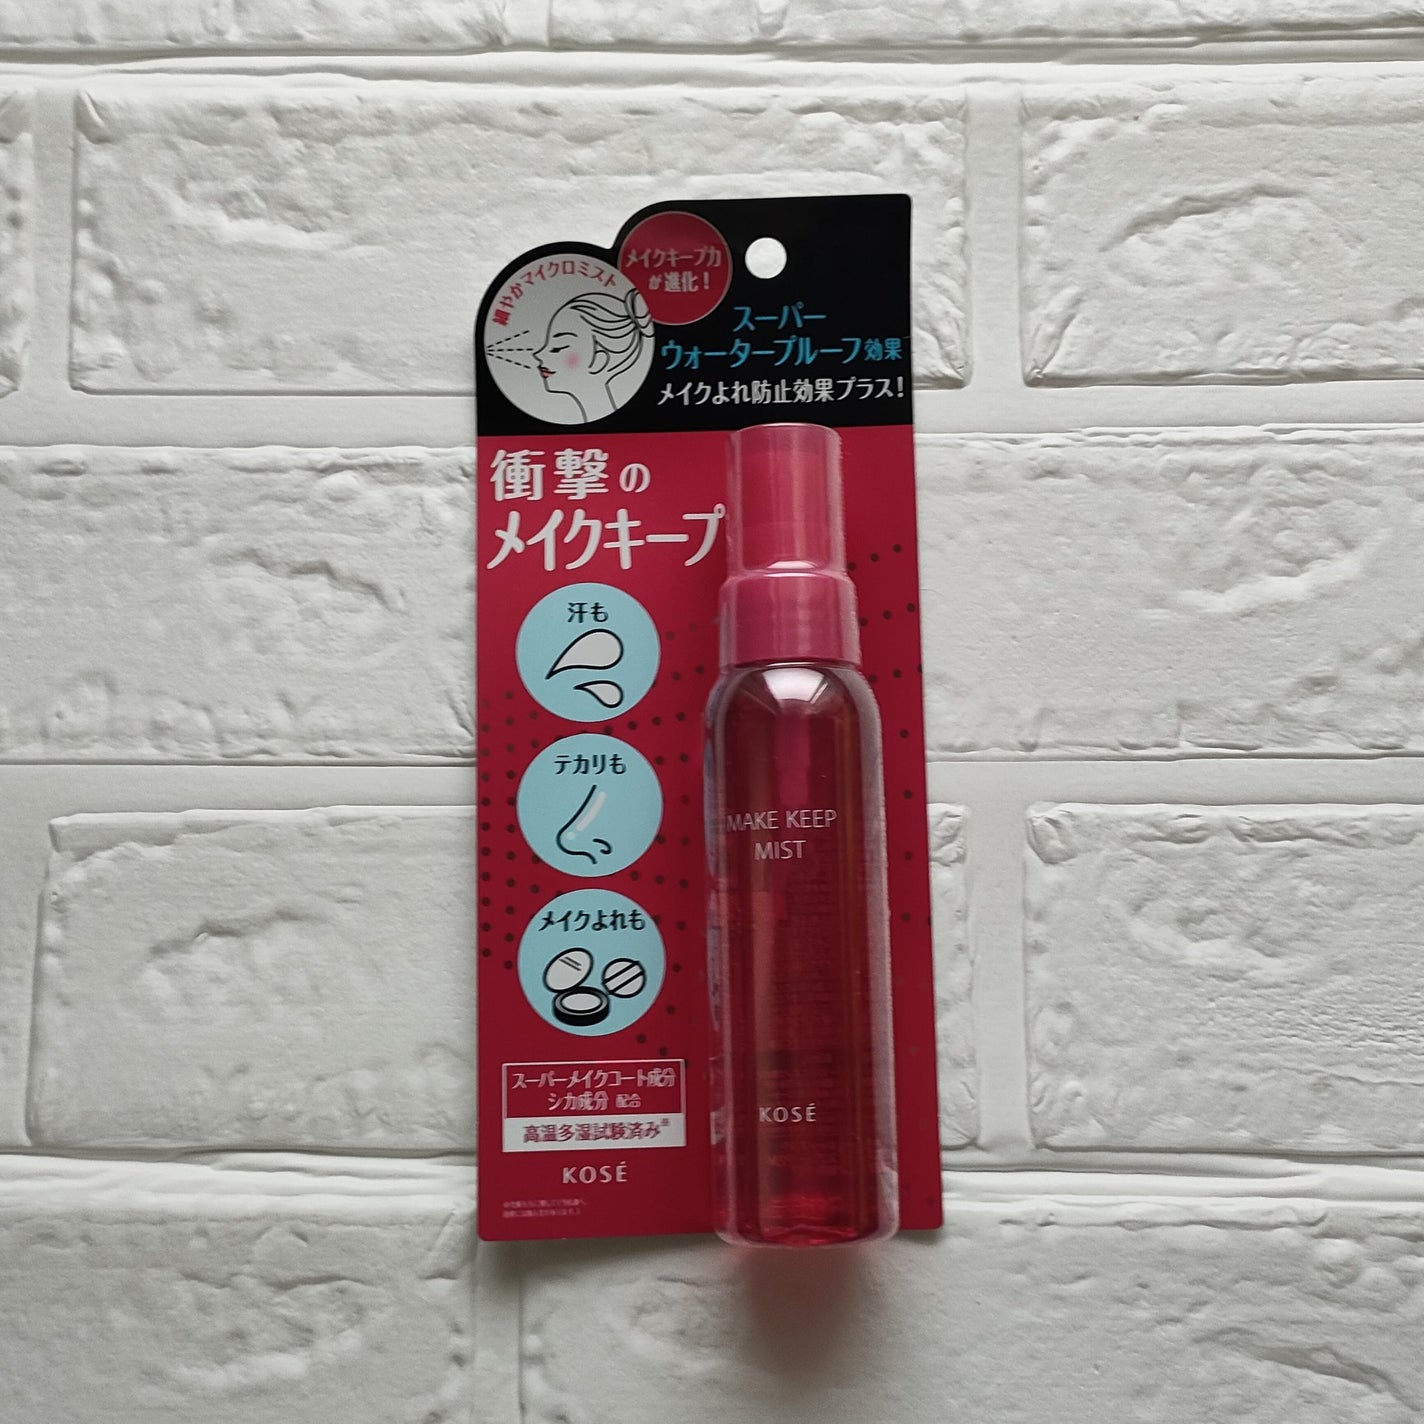 細やかマイクロミスト
メイクキープ力
が進化!
スーパー
ウォータープルーフ効果
メイクよれ防止効果プラス!
衝撃の
メイクキープ
汗も
テカリも
メイクよれも
スーパーメイクコート成分
シカ成分 配合
高温多湿試験済み※
KOSÉ
MAKE KEEP
MIST
KOSÉ